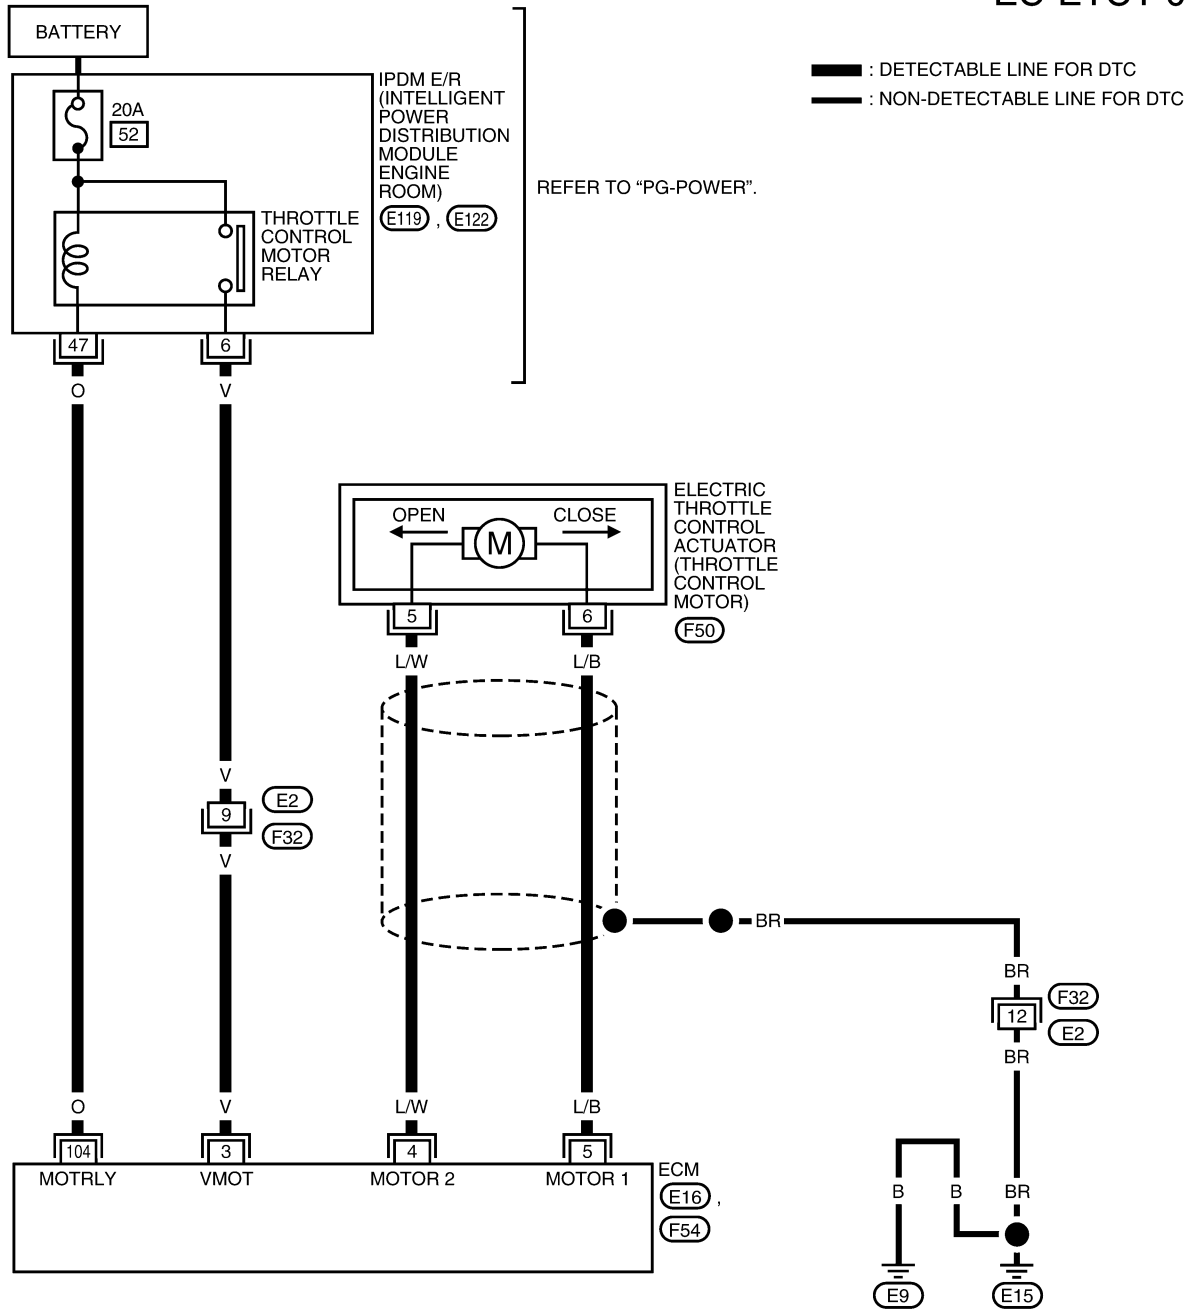 BATTERY
20A
52
IPDM E/R
(INTELLIGENT
POWER
DISTRIBUTION
MODULE
ENGINE
ROOM)
E119 , E122
THROTTLE
CONTROL
MOTOR
RELAY
REFER TO “PG-POWER”.
: DETECTABLE LINE FOR DTC
: NON-DETECTABLE LINE FOR DTC
47 6
O V
ELECTRIC
THROTTLE
CONTROL
ACTUATOR
(THROTTLE
CONTROL
MOTOR)
F50
OPEN CLOSE
M
5 6
L/W L/B
V
9
E2
F32
V
BR
BR
12
F32
E2
BR
O V L/W L/B
104 3 4 5
MOTRLY VMOT MOTOR 2 MOTOR 1
ECM
E16 ,
F54
B B BR
E9 E15